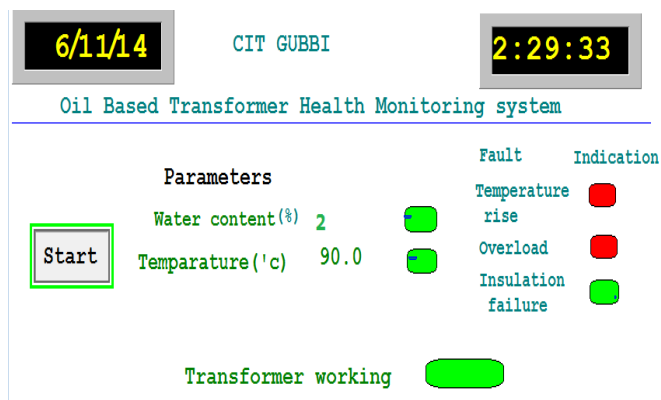 6/11/14 CIT GUBBI 2:29:33
Oil Based Transformer Health Monitoring system
Fault Indication
Parameters
Temperature
rise
Water content(%) 2
Start
Temparature('c) 90.0
Overload
Insulation
failure
Transformer working